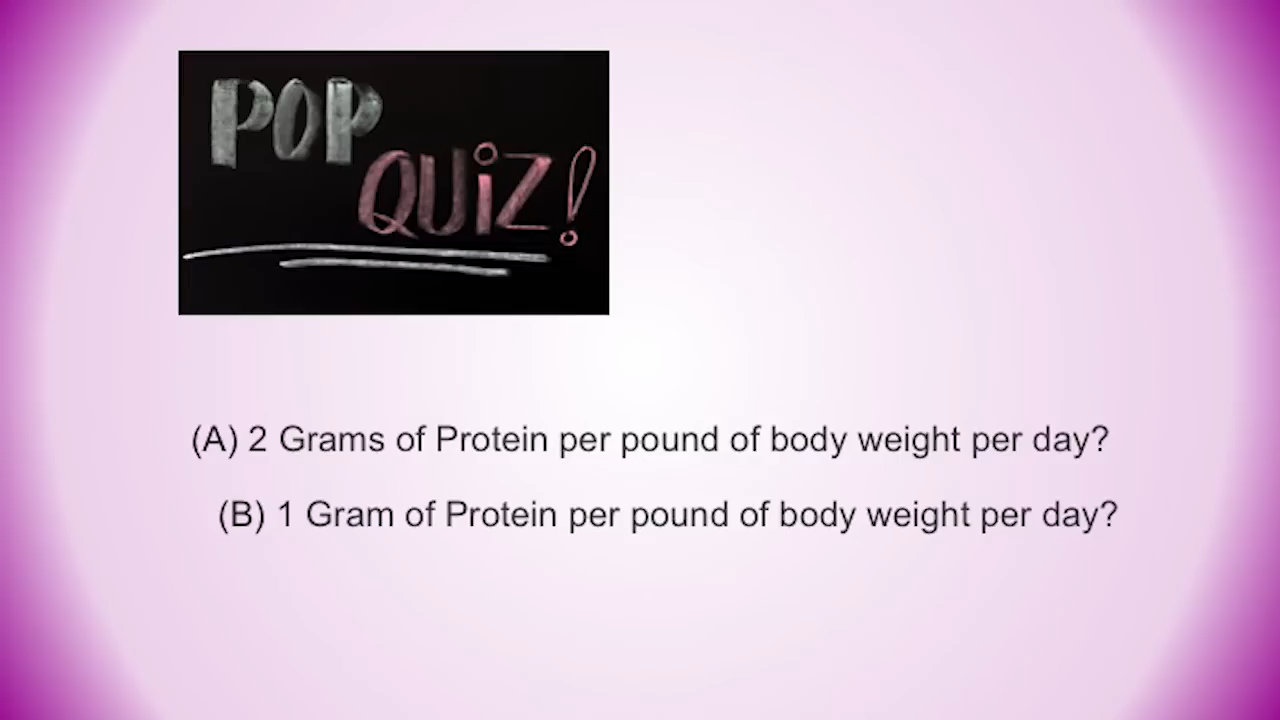 POP
QUiZ!
(A) 2 Grams of Protein per pound of body weight per day?
(B) 1 Gram of Protein per pound of body weight per day?